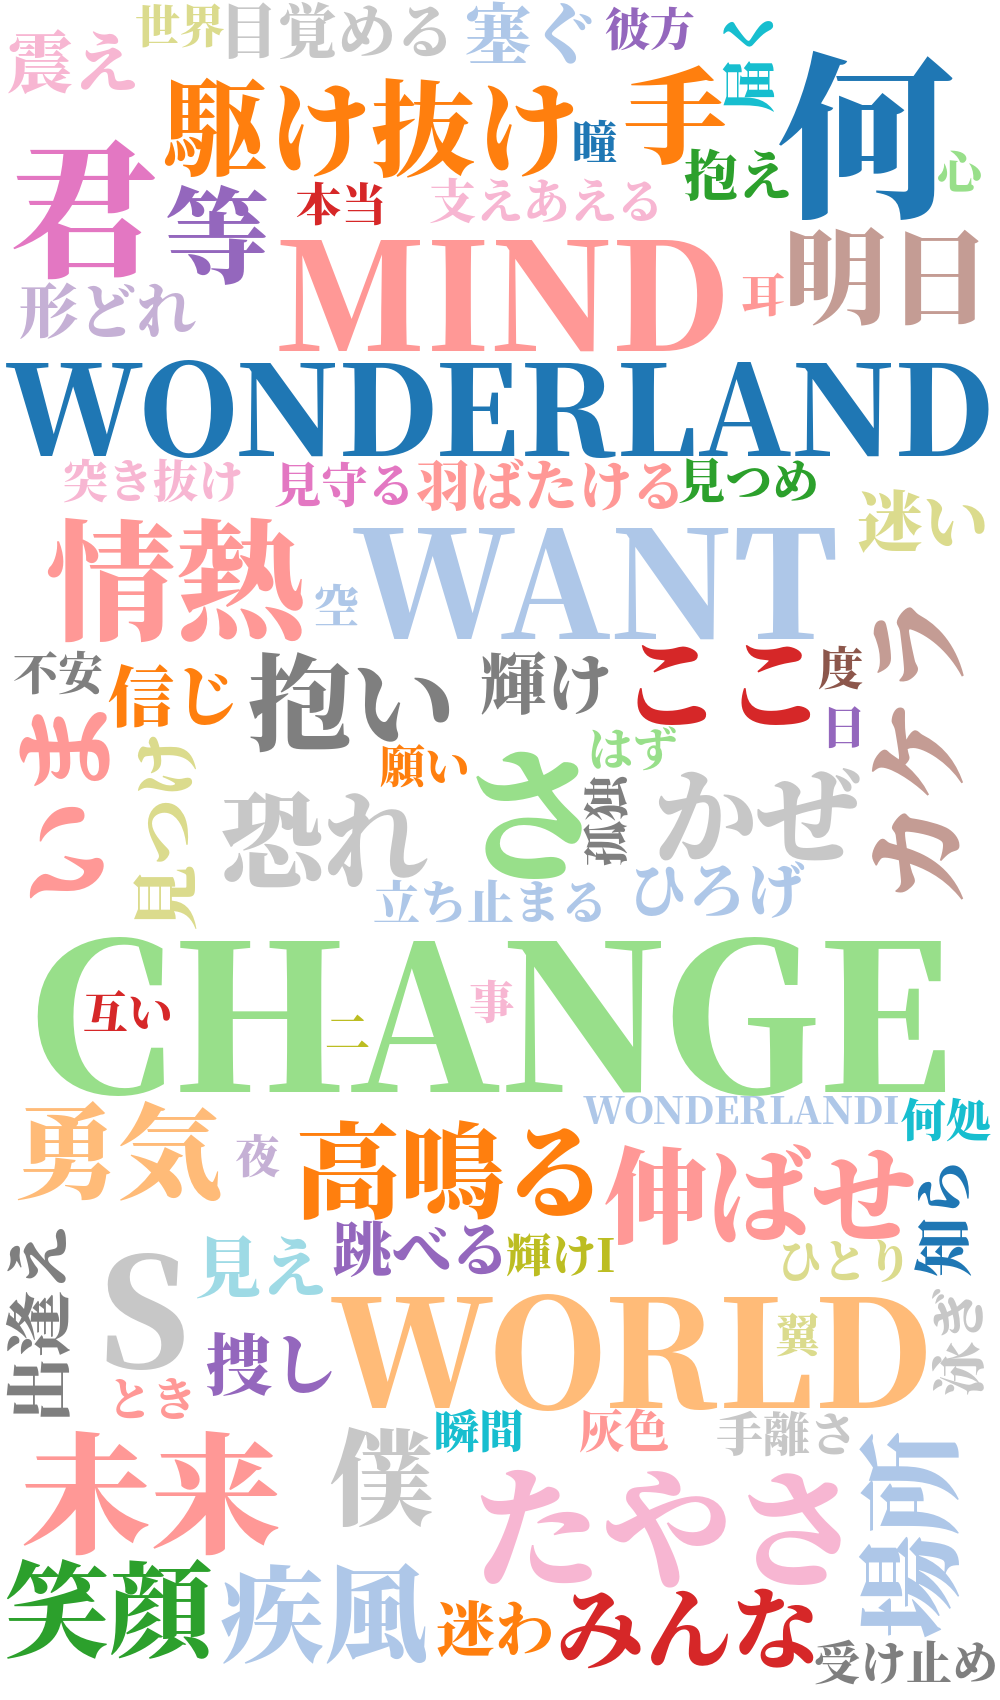 世界
目覚める
塞ぐ
彼方
届く
震え
駆け抜け
手
何
瞳
君
等
本当
支えあえる
抱え
心
形どれ
MIND
耳
明日
WONDERLAND
突き抜け
見守る
羽ばたける
見つめ
迷い
情熱
空
WANT
カケラ
不安
信じ
抱い
輝け
ここ
度
日
いま
見つけ
願い
さ
はず
孤独
かぜ
恐れ
立ち止まる
ひろげ
CHANGE
互い
二
事
WONDERLANDI
何処
勇気
夜
高鳴る
伸ばせ
知ら
出逢え
S
見え
跳べる
輝けI
ひとり
WORLD
翼
泳ぎ
捜し
とき
瞬間
灰色
手離さ
未来
僕
たやさ
場所
笑顔
疾風
迷わ
みんな
受け止め